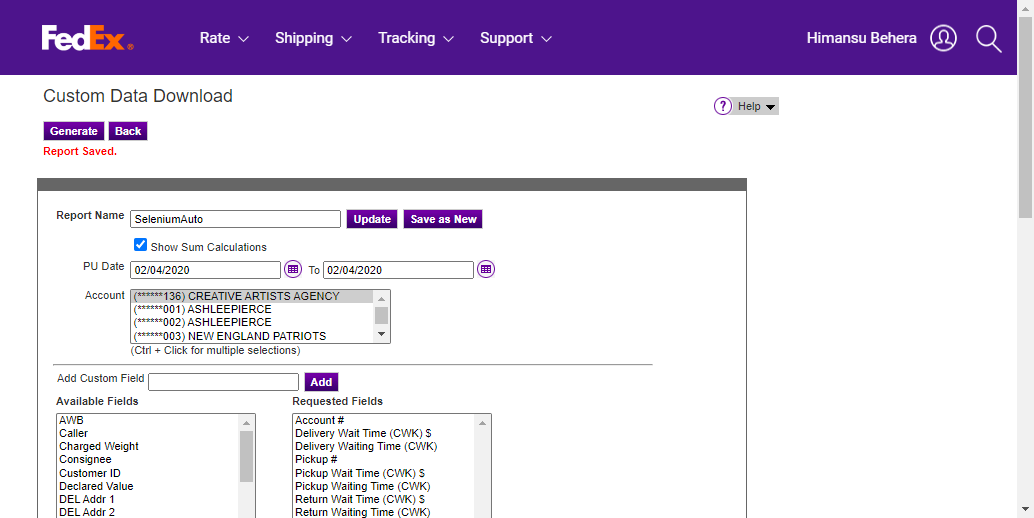 FedEx®
Rate Shipping Tracking Support Himansu Behera
Custom Data Download
? Help
Generate Back
Report Saved.
Report Name SeleniumAuto Update Save as New
Show Sum Calculations
PU Date 02/04/2020 To 02/04/2020
Account (******136) CREATIVE ARTISTS AGENCY
(******001) ASHLEEPIERCE
(******002) ASHLEEPIERCE
(******003) NEW ENGLAND PATRIOTS
(Ctrl + Click for multiple selections)
Add Custom Field Add
Available Fields
AWB
Caller
Charged Weight
Consignee
Customer ID
Declared Value
DEL Addr 1
DEL Addr 2
Requested Fields
Account #
Delivery Wait Time (CWK) $
Delivery Waiting Time (CWK)
Pickup #
Pickup Wait Time (CWK) $
Pickup Waiting Time (CWK)
Return Wait Time (CWK) $
Return Waiting Time (CWK)